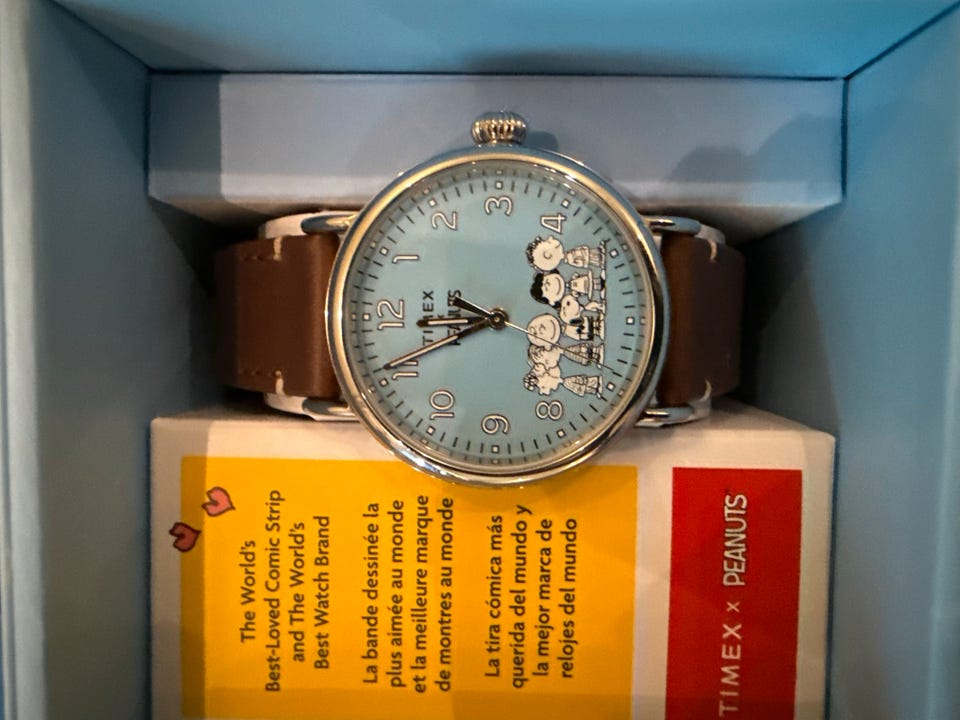 12
1
2
3
4
8
9
10
11
TIMEX
x
PEANUTS
The World's
Best-Loved Comic Strip
and The World's
Best Watch Brand
La bande dessinée la
plus aimée au monde
et la meilleure marque
de montres au monde
La tira cómica más
querida del mundo y
la mejor marca de
relojes del mundo
TIMEX x PEANUTS